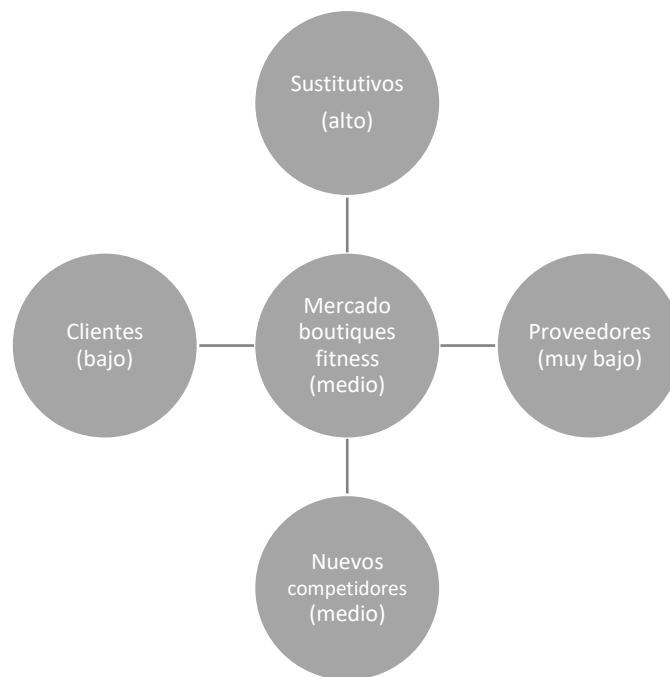 Sustitutivos
(alto)
Clientes
(bajo)
Mercado
boutiques
fitness
(medio)
Proveedores
(muy bajo)
Nuevos
competidores
(medio)